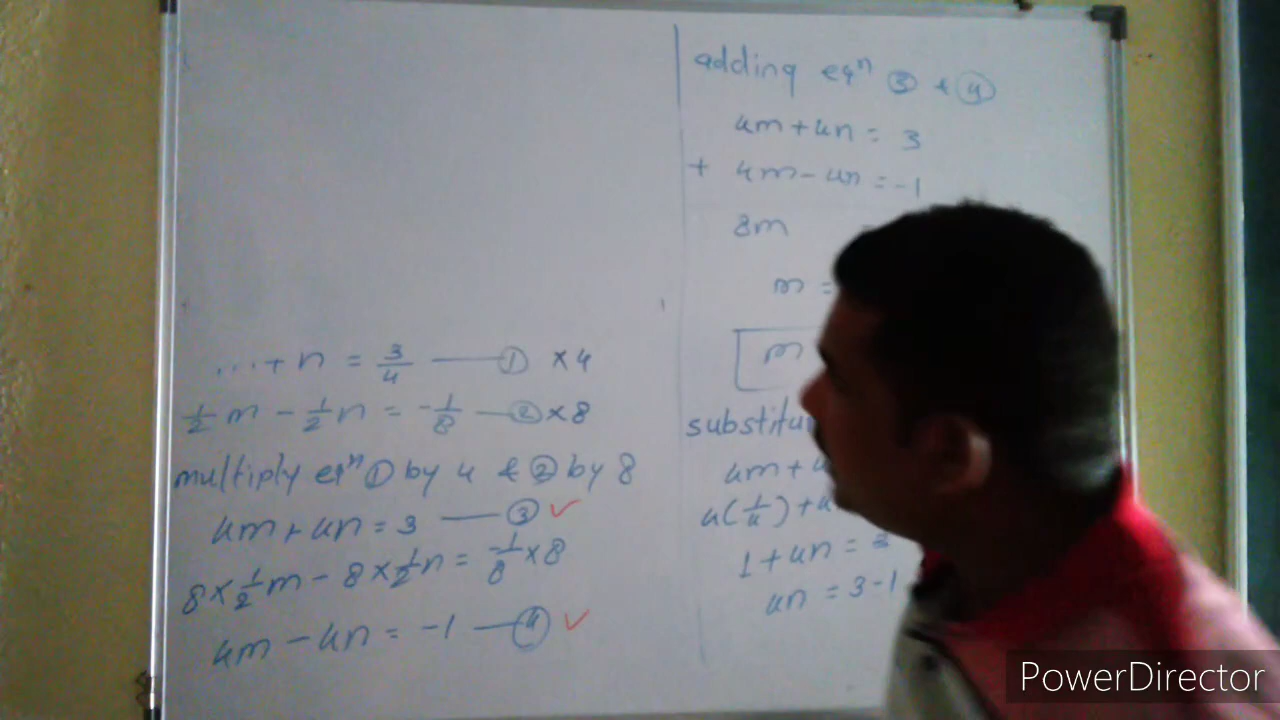 ...+n = 3/4 —— ① ×4
1/2 m - 1/2 n = -1/8 — ② ×8
multiply eqⁿ ① by 4 & ② by 8
4m+4n = 3 —— ③ ✓
8×1/2 m - 8×1/2 n = -1/8 ×8
4m - 4n = -1 — ④ ✓
adding eqⁿ ③ & ④
4m+4n = 3
+ 4m-4n = -1
8m
m =
m
4m+4
4(1/4)+4
1+4n = 3
4n = 3-1
PowerDirector